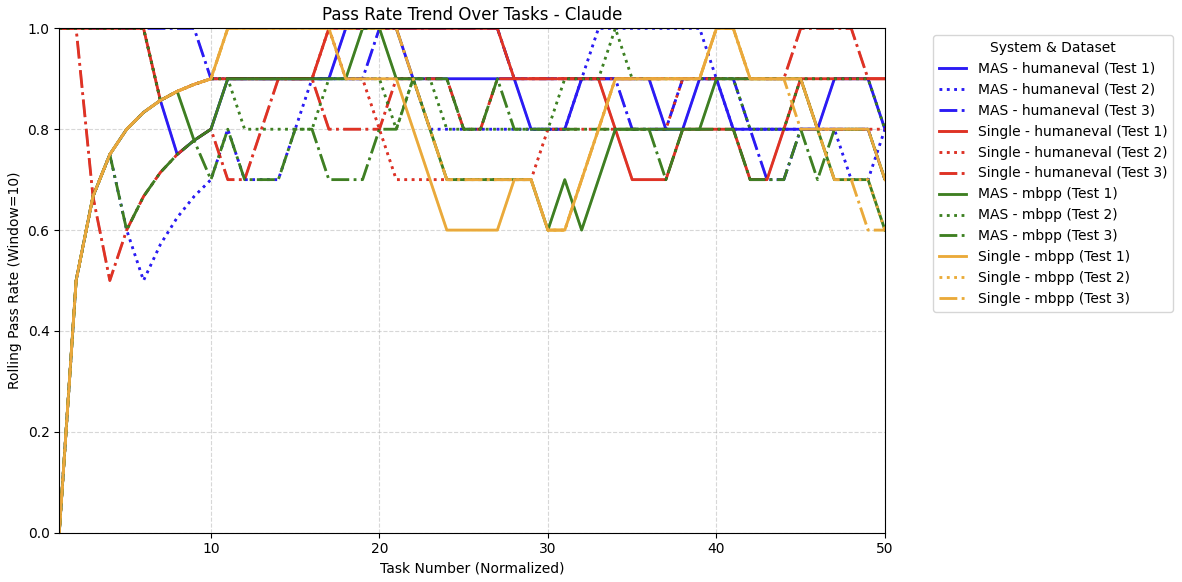 Pass Rate Trend Over Tasks - Claude
1.0
0.8
0.6
0.4
0.2
0.0
Rolling Pass Rate (Window=10)
10
20
30
40
50
Task Number (Normalized)
System & Dataset
MAS - humaneval (Test 1)
MAS - humaneval (Test 2)
MAS - humaneval (Test 3)
Single - humaneval (Test 1)
Single - humaneval (Test 2)
Single - humaneval (Test 3)
MAS - mbpp (Test 1)
MAS - mbpp (Test 2)
MAS - mbpp (Test 3)
Single - mbpp (Test 1)
Single - mbpp (Test 2)
Single - mbpp (Test 3)